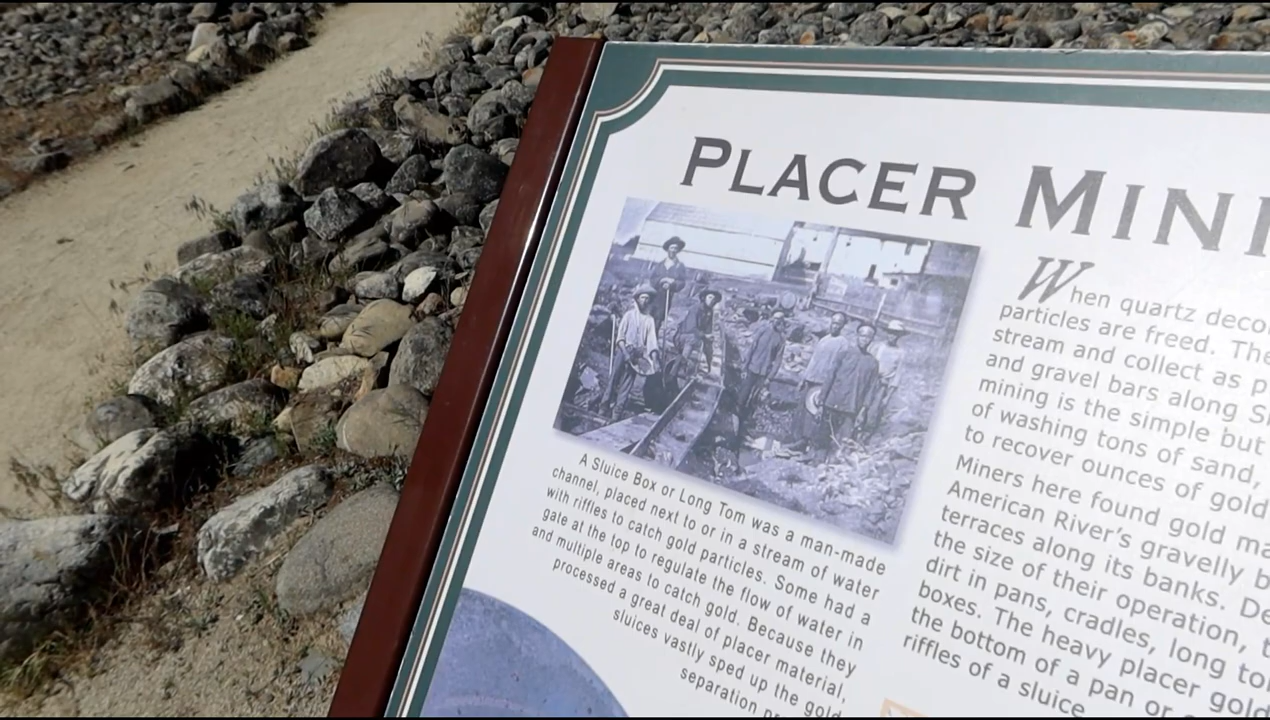 PLACER MINI
A Sluice Box or Long Tom was a man-made
channel, placed next to or in a stream of water
with riffles to catch gold particles. Some had a
gate at the top to regulate the flow of water in
and multiple areas to catch gold. Because they
processed a great deal of placer material,
sluices vastly sped up the gold
separation pr
When quartz deco
particles are freed. The
stream and collect as p
and gravel bars along S
mining is the simple but
of washing tons of sand,
to recover ounces of gold
Miners here found gold ma
American River's gravelly b
terraces along its banks. De
the size of their operation, t
dirt in pans, cradles, long to
boxes. The heavy placer gold
the bottom of a pan or
riffles of a sluice